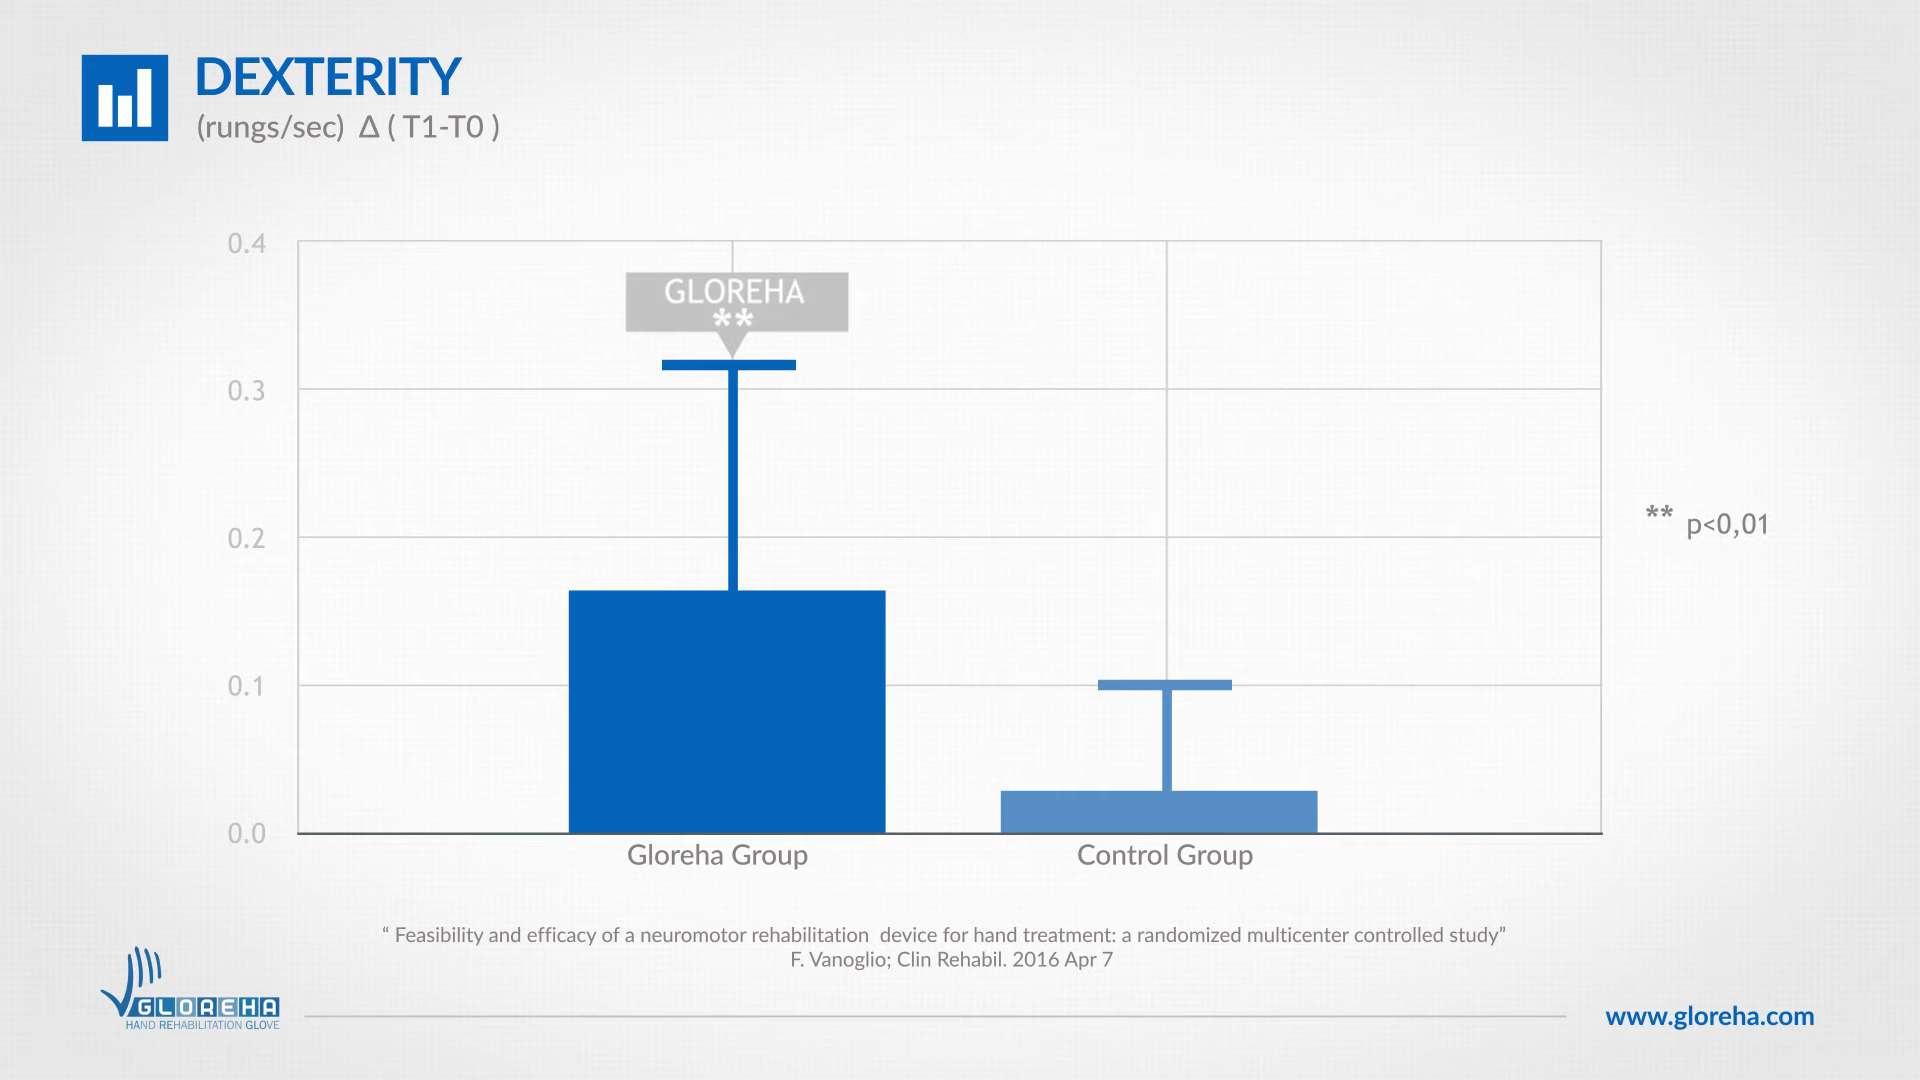 DEXTERITY
(rungs/sec) Δ ( T1-T0 )
0.4
GLOREHA
**
0.3
0.2
** p<0,01
0.1
0.0
Gloreha Group
Control Group
“ Feasibility and efficacy of a neuromotor rehabilitation device for hand treatment: a randomized multicenter controlled study”
F. Vanoglio; Clin Rehabil. 2016 Apr 7
GLOREHA
HAND REHABILITATION GLOVE
www.gloreha.com